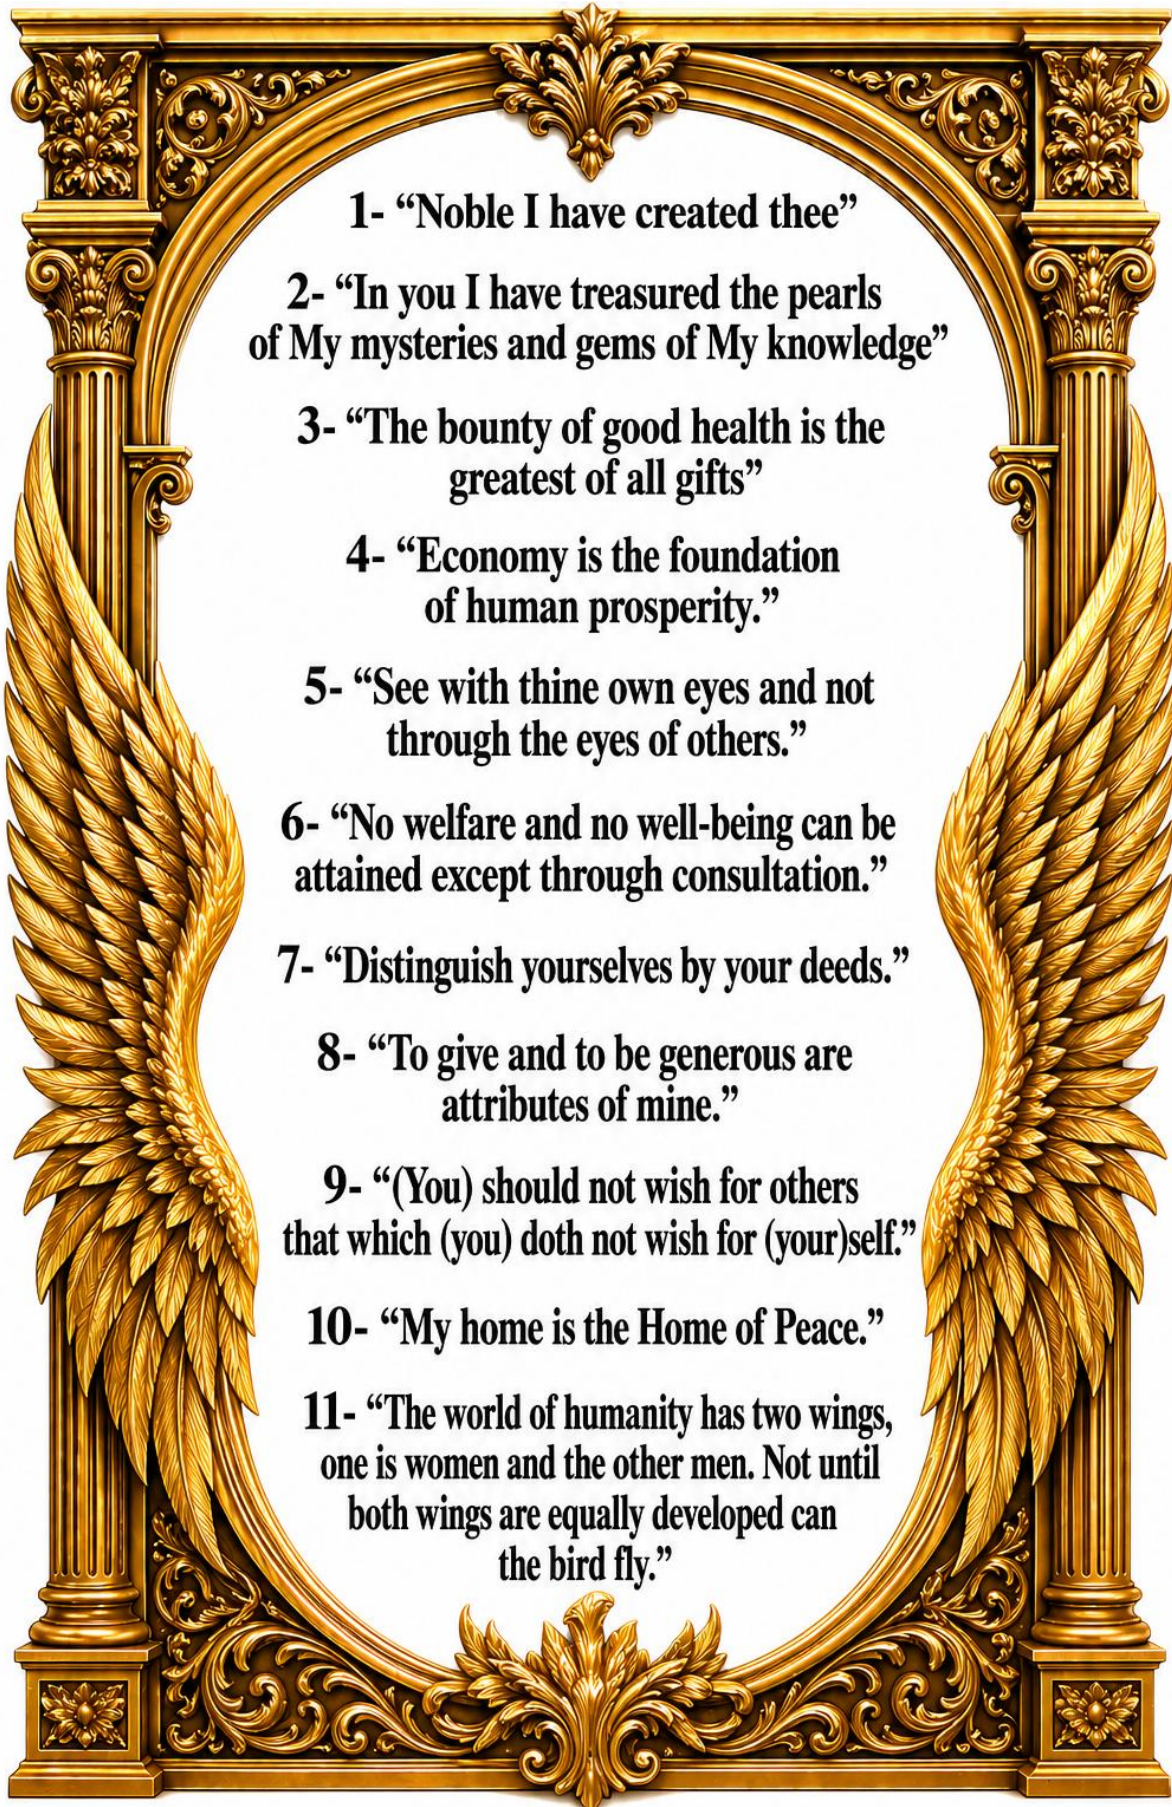 1- “Noble I have created thee”
2- “In you I have treasured the pearls
of My mysteries and gems of My knowledge”
3- “The bounty of good health is the
greatest of all gifts”
4- “Economy is the foundation
of human prosperity.”
5- “See with thine own eyes and not
through the eyes of others.”
6- “No welfare and no well-being can be
attained except through consultation.”
7- “Distinguish yourselves by your deeds.”
8- “To give and to be generous are
attributes of mine.”
9- “(You) should not wish for others
that which (you) doth not wish for (your)self.”
10- “My home is the Home of Peace.”
11- “The world of humanity has two wings,
one is women and the other men. Not until
both wings are equally developed can
the bird fly.”